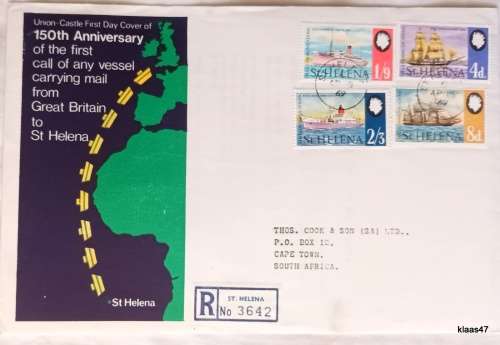 Union-Castle First Day Cover of
150th Anniversary
of the first
call of any vessel
carrying mail
from
Great Britain
to
St Helena
St Helena
ST. HELENA
1/9
ST. HELENA
4d.
ST. HELENA
2/3
ST. HELENA
8d
69
THOS. COOK & SON (SA) LTD.,
P.O. BOX 12,
CAPE TOWN,
SOUTH AFRICA.
R
ST. HELENA
No 3642
klaas47